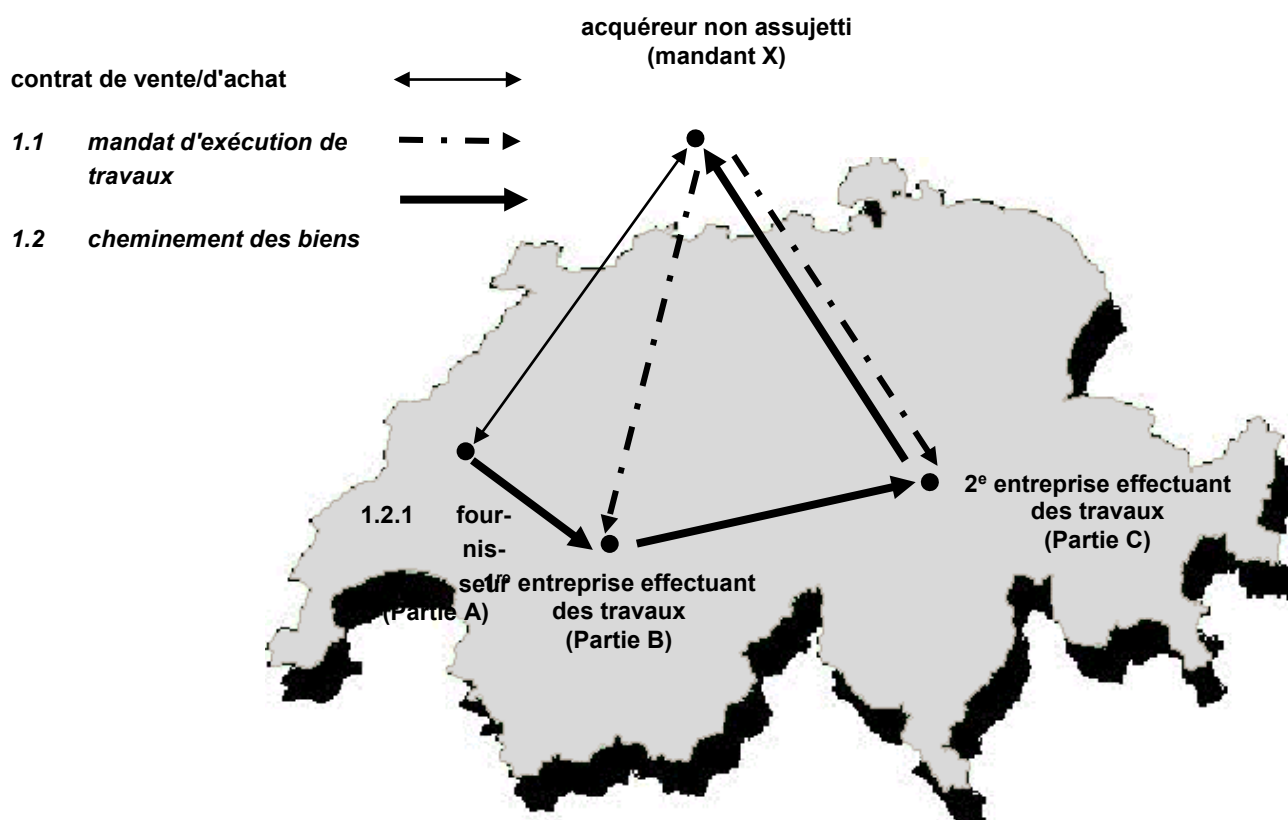 acquéreur non assujetti
(mandant X)
contrat de vente/d'achat
1.1 mandat d'exécution de
travaux
1.2 cheminement des biens
1.2.1 four-
nis-
seur
(Partie A)
1re entreprise effectuant
des travaux
(Partie B)
2e entreprise effectuant
des travaux
(Partie C)